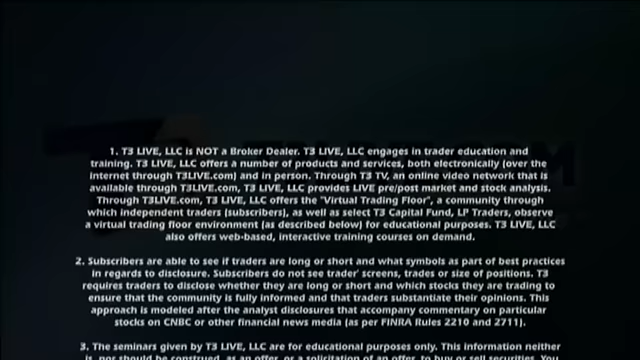 1. T3 LIVE, LLC is NOT a Broker Dealer. T3 LIVE, LLC engages in trader education and
training. T3 LIVE, LLC offers a number of products and services, both electronically (over the
internet through T3LIVE.com) and in person. Through T3 TV, an online video network that is
available through T3LIVE.com, T3 LIVE, LLC provides LIVE pre/post market and stock analysis.
Through T3LIVE.com, T3 LIVE, LLC offers the "Virtual Trading Floor", a community through
which independent traders (subscribers), as well as select T3 Capital Fund, LP Traders, observe
a virtual trading floor environment (as described below) for educational purposes. T3 LIVE, LLC
also offers web-based, interactive training courses on demand.
2. Subscribers are able to see if traders are long or short and what symbols as part of best practices
in regards to disclosure. Subscribers do not see trader' screens, trades or size of positions. T3
requires traders to disclose whether they are long or short and which stocks they are trading to
ensure that the community is fully informed and that traders substantiate their opinions. This
approach is modeled after the analyst disclosures that accompany commentary on particular
stocks on CNBC or other financial news media (as per FINRA Rules 2210 and 2711).
3. The seminars given by T3 LIVE, LLC are for educational purposes only. This information neither
is, nor should be construed, as an offer, or a solicitation of an offer, to buy or sell securities. You